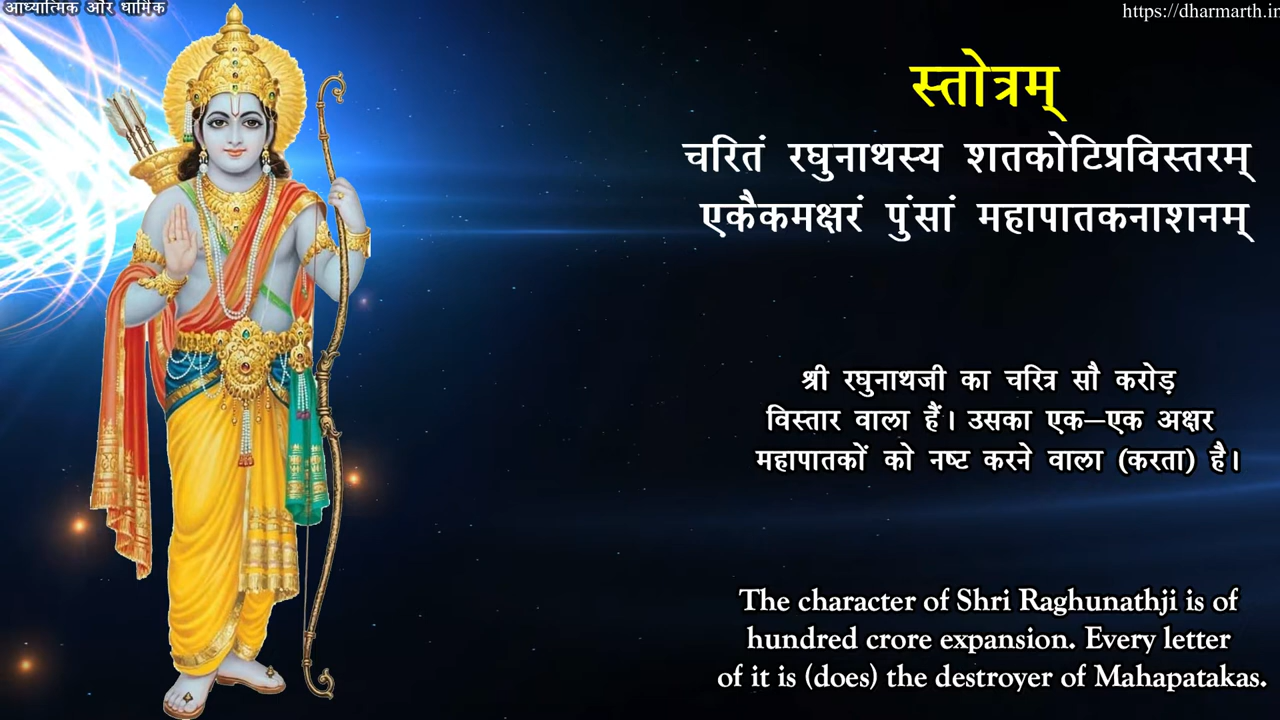 आध्यात्मिक और धार्मिक
https://dharmarth.in
स्तोत्रम्
चरितं रघुनाथस्य शतकोटिप्रविस्तरम्
एकैकमक्षरं पुंसां महापातकनाशनम्
श्री रघुनाथजी का चरित्र सौ करोड़
विस्तार वाला हैं। उसका एक–एक अक्षर
महापातकों को नष्ट करने वाला (करता) है।
The character of Shri Raghunathji is of
hundred crore expansion. Every letter
of it is (does) the destroyer of Mahapatakas.